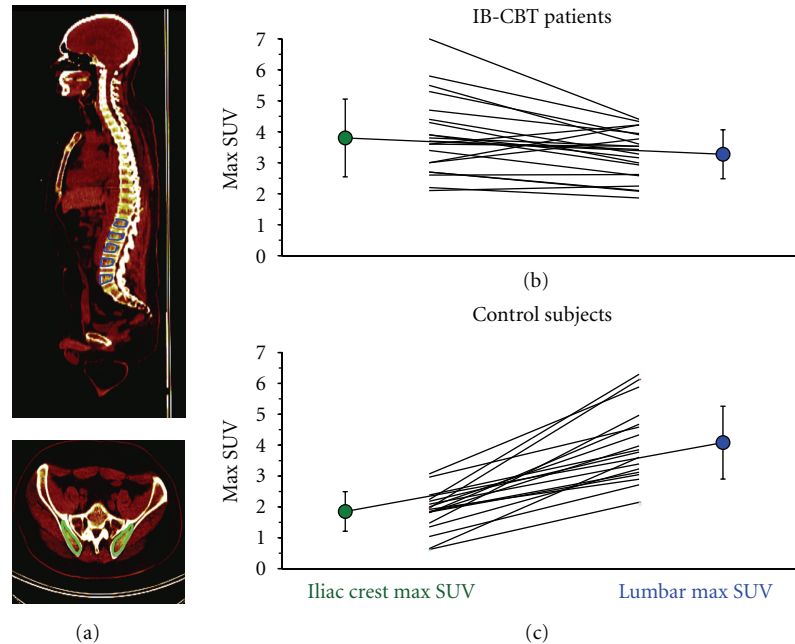 IB-CBT patients
7
6
5
4
3
2
1
0
Max SUV
(b)
Control subjects
7
6
5
4
3
2
1
0
Max SUV
Iliac crest max SUV
Lumbar max SUV
(a)
(c)